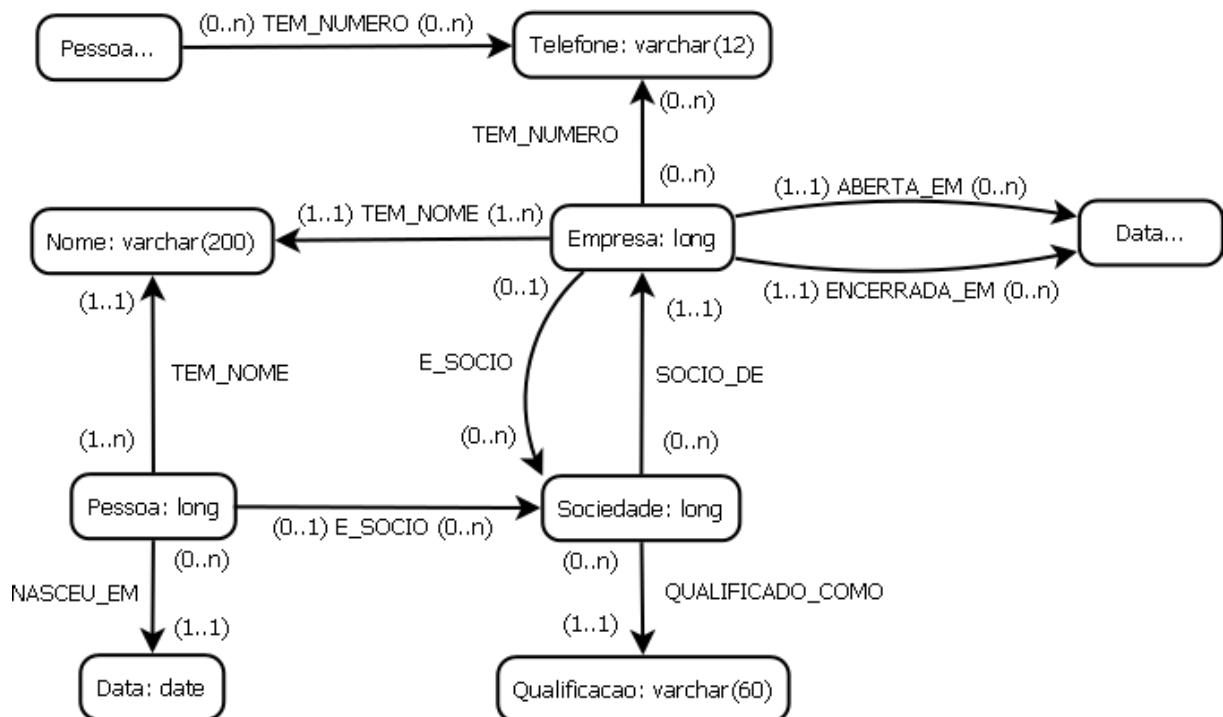 (0..n) TEM_NUMERO (0..n)
Pessoa...
Telefone: varchar(12)
(0..n)
TEM_NUMERO
(0..n)
(1..1) ABERTA_EM (0..n)
(1..1) TEM_NOME (1..n)
Nome: varchar(200)
Empresa: long
Data...
(0..1)
(1..1) ENCERRADA_EM (0..n)
(1..1)
(1..1)
E_SOCIO
SOCIO_DE
TEM_NOME
(1..n)
(0..n)
(0..n)
Pessoa: long
Sociedade: long
(0..1) E_SOCIO (0..n)
(0..n)
(0..n)
NASCEU_EM
QUALIFICADO_COMO
(1..1)
(1..1)
Data: date
Qualificacao: varchar(60)